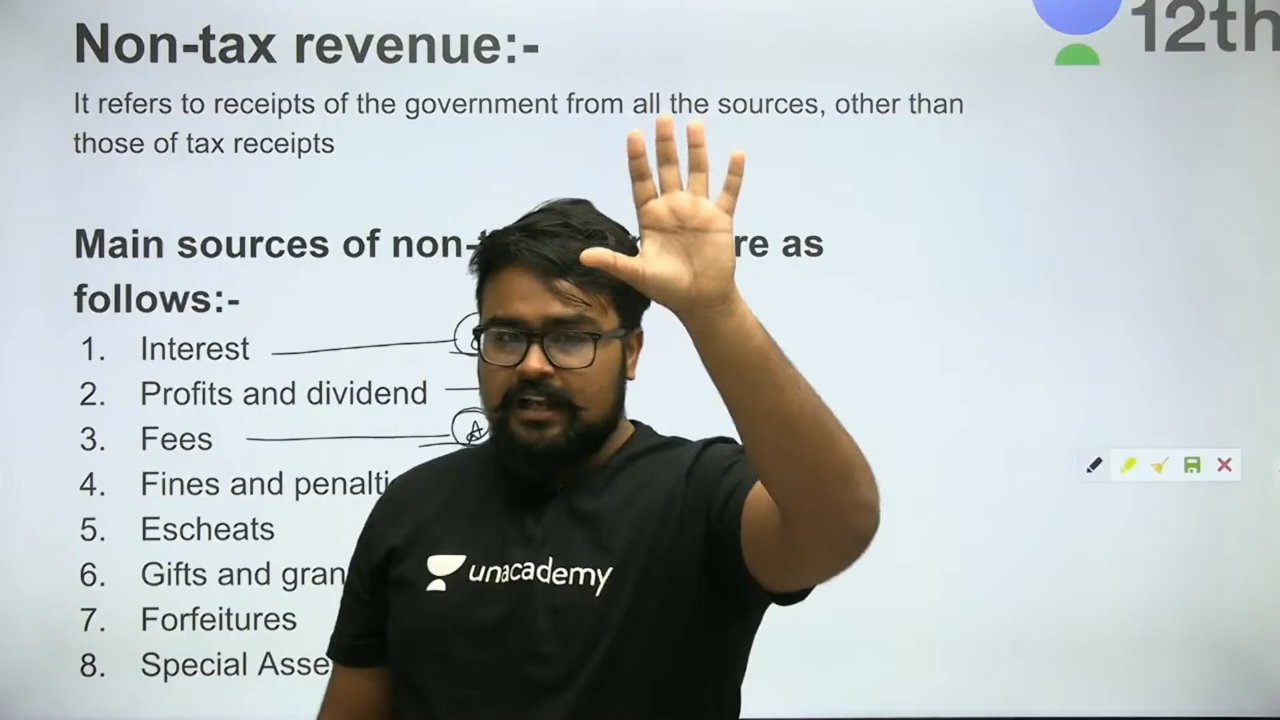 12th
Non-tax revenue:-
It refers to receipts of the government from all the sources, other than
those of tax receipts
Main sources of non- re as
follows:-
1. Interest
2. Profits and dividend
3. Fees A
4. Fines and penalti
5. Escheats
6. Gifts and gran
7. Forfeitures
8. Special Asse
unacademy